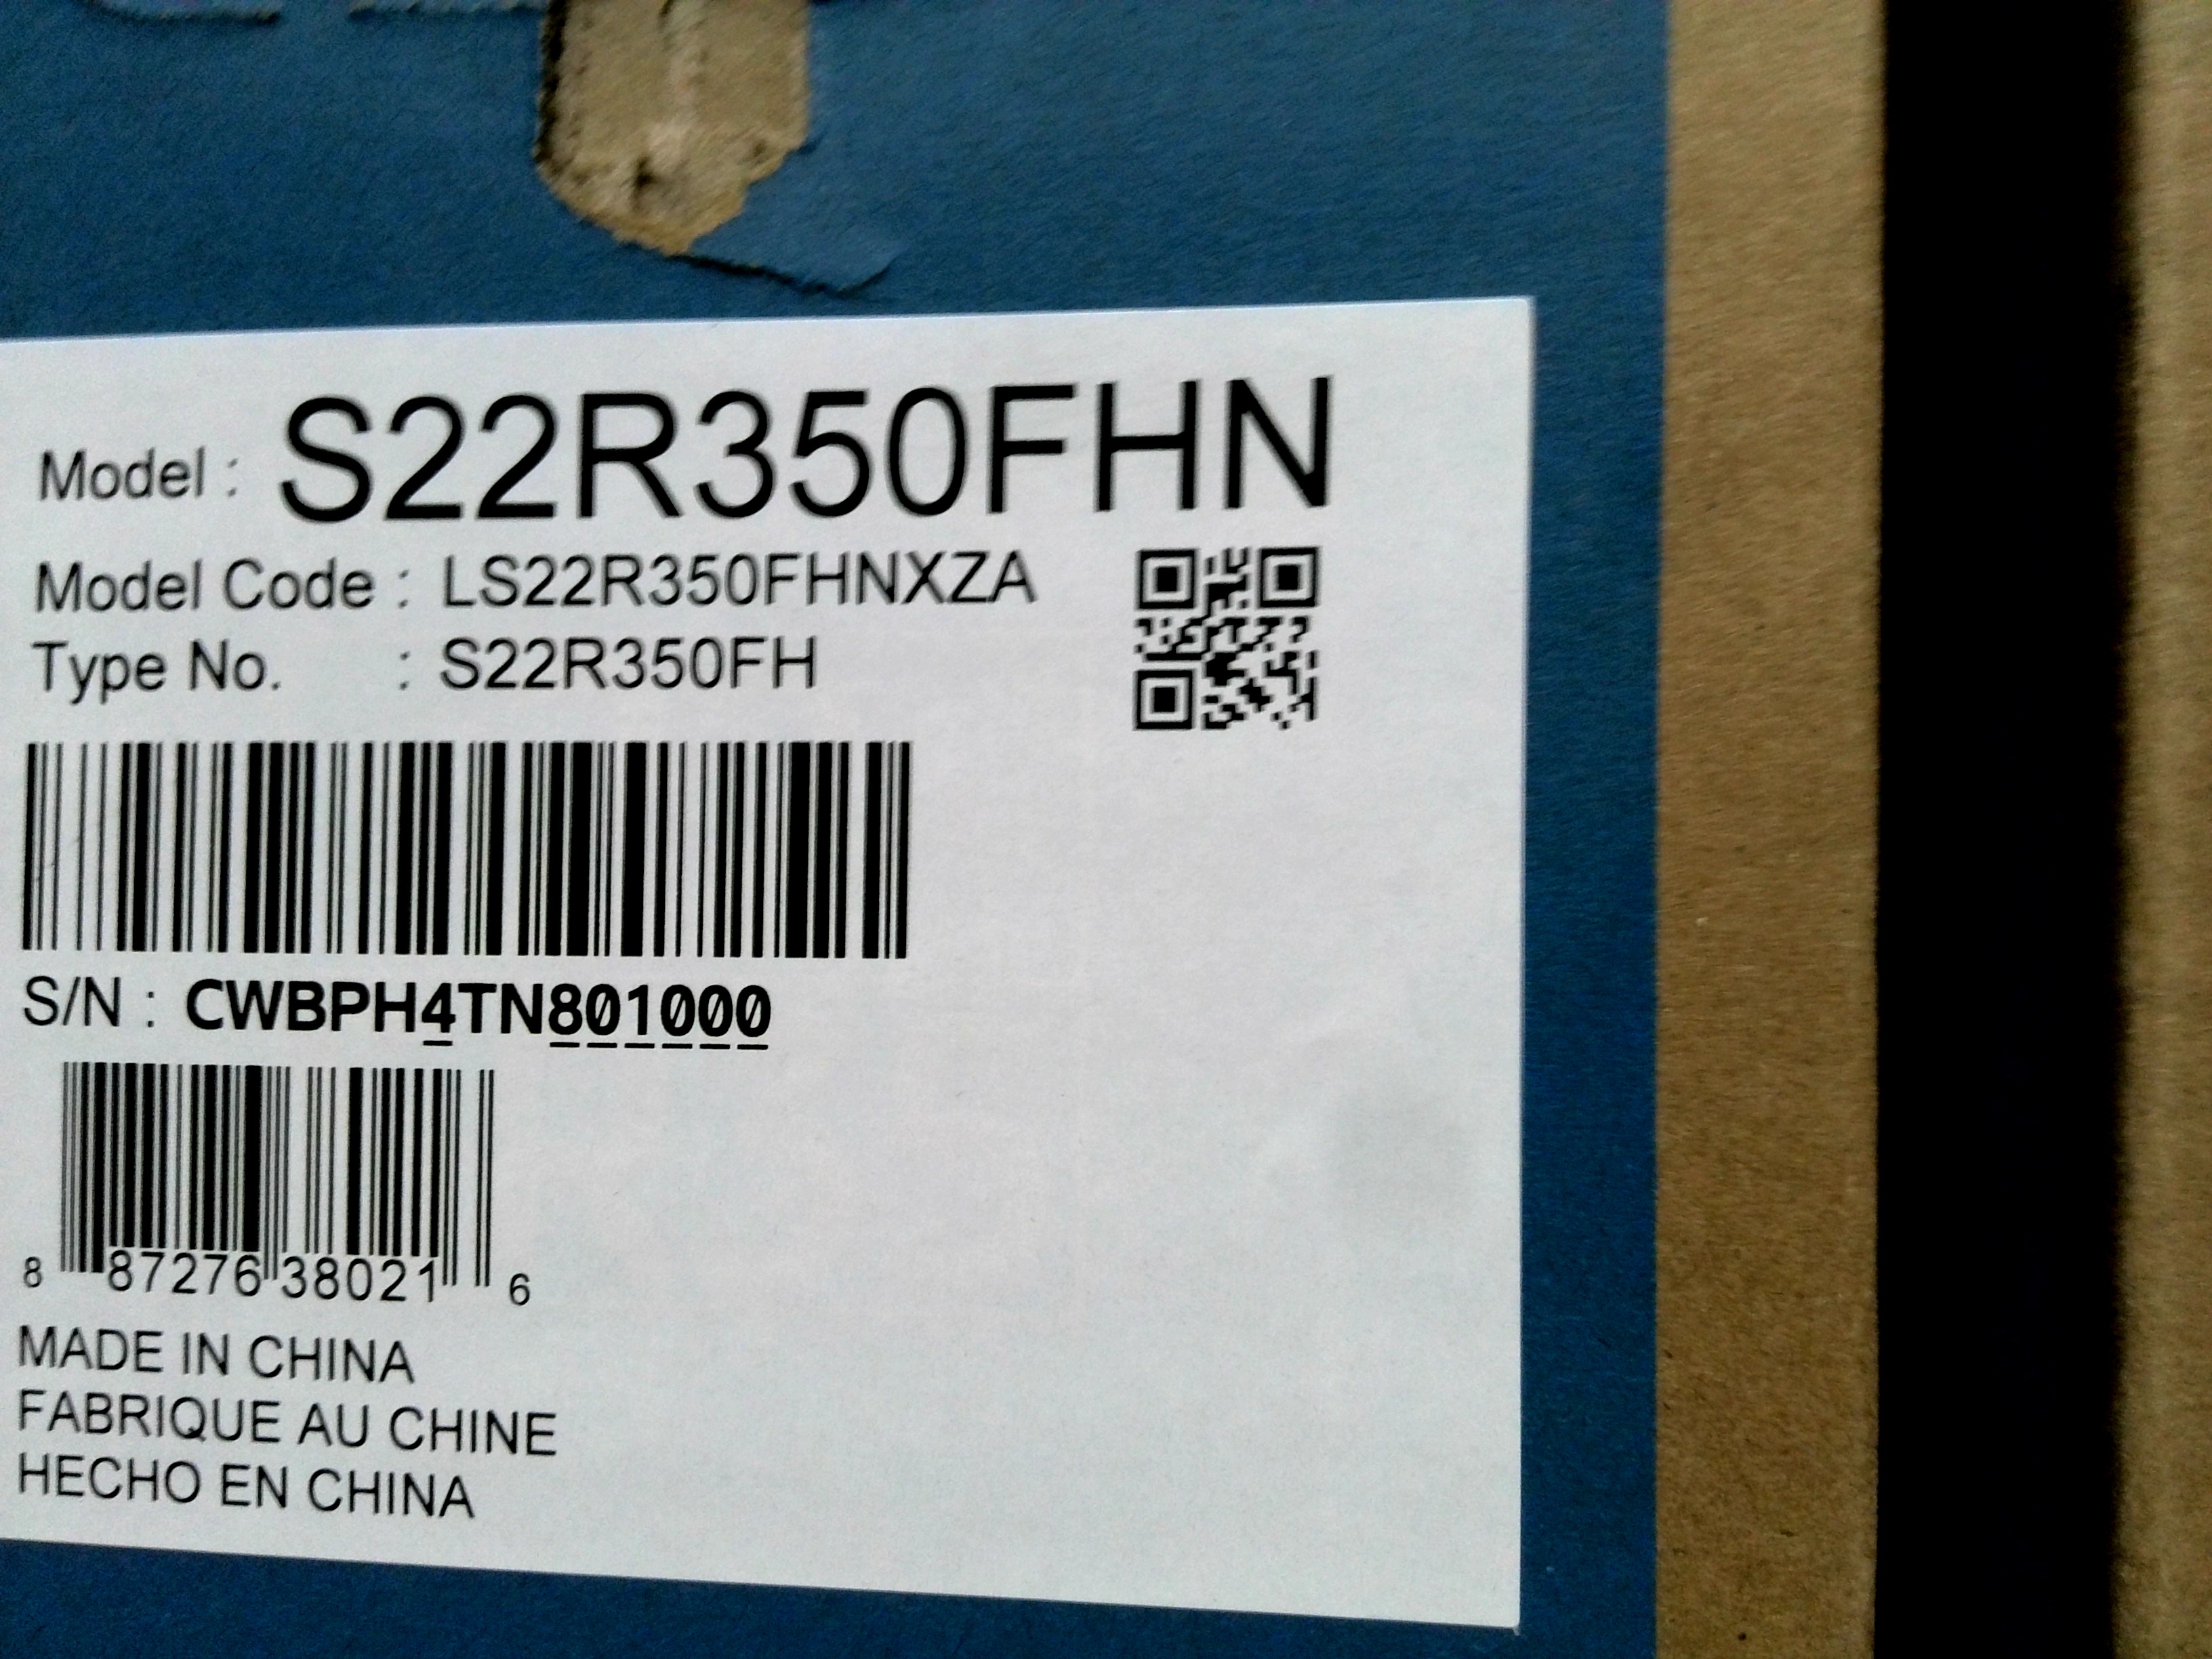 Model : S22R350FHN
Model Code : LS22R350FHNXZA
Type No. : S22R350FH
S/N : CWBPH4TN801000
8 87276 38021 6
MADE IN CHINA
FABRIQUE AU CHINE
HECHO EN CHINA